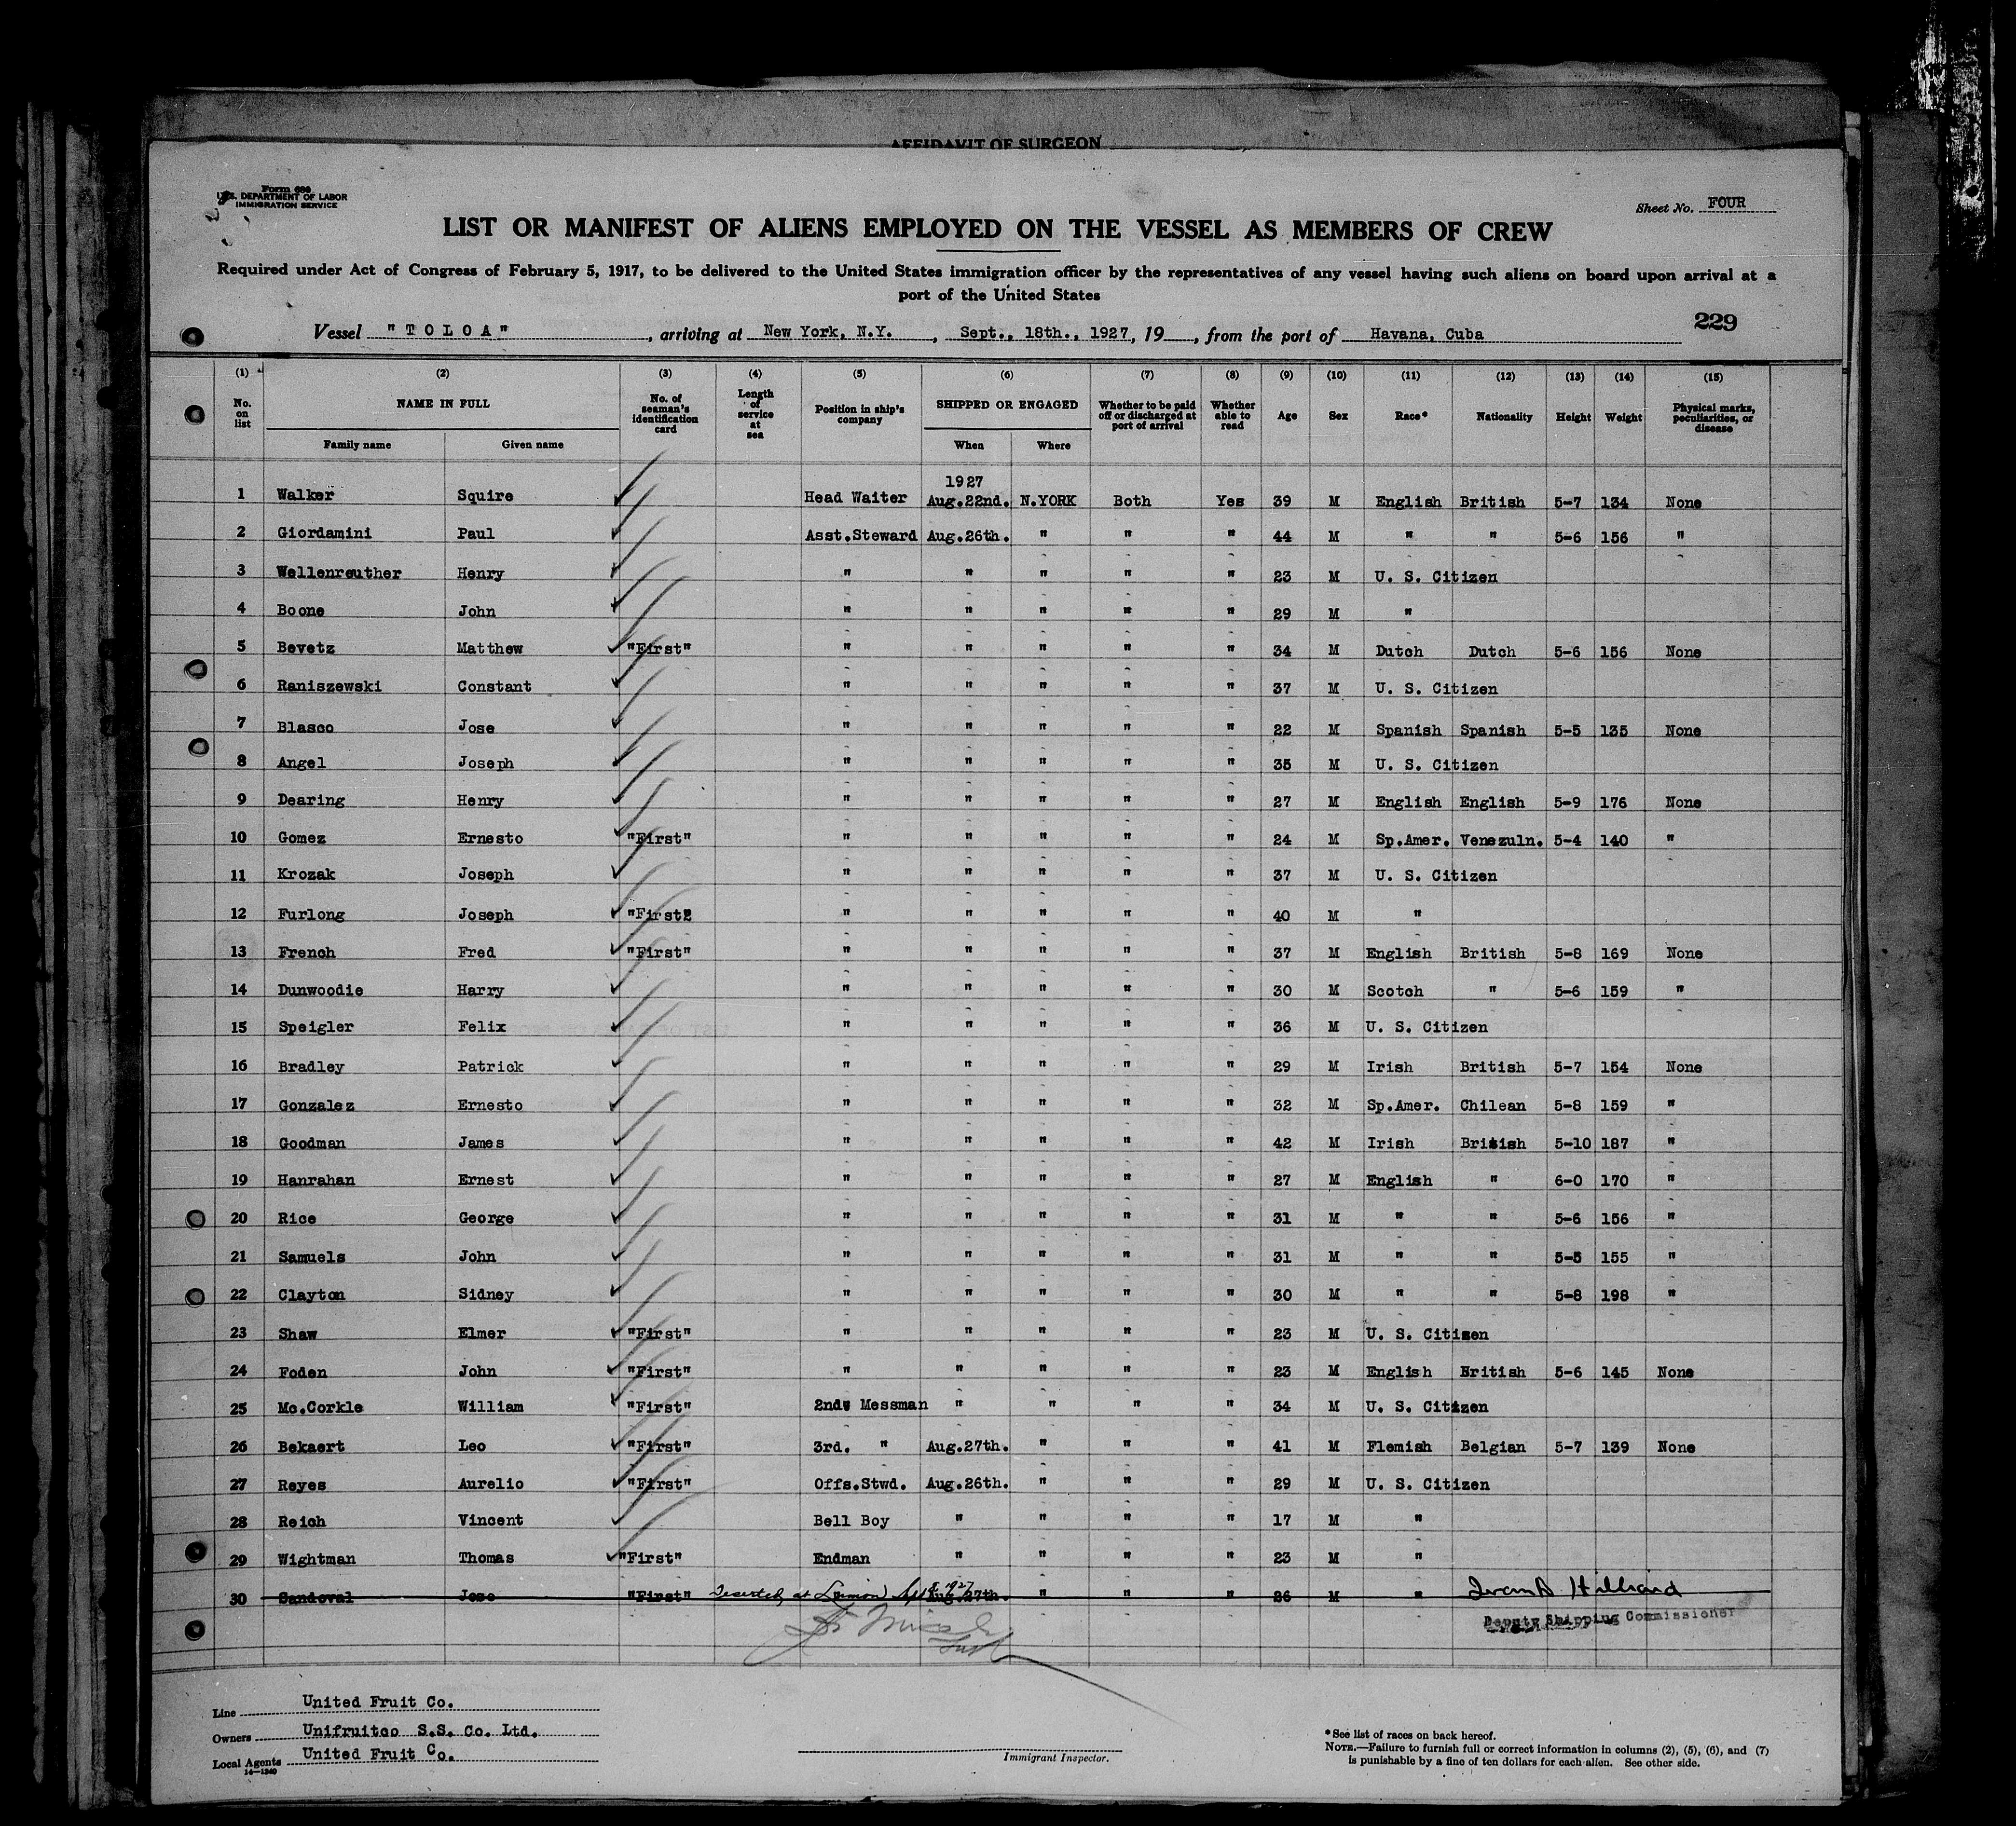 AFFIDAVIT OF SURGEON
Form 680
U.S. DEPARTMENT OF LABOR
IMMIGRATION SERVICE
Sheet No. FOUR
LIST OR MANIFEST OF ALIENS EMPLOYED ON THE VESSEL AS MEMBERS OF CREW
Required under Act of Congress of February 5, 1917, to be delivered to the United States immigration officer by the representatives of any vessel having such aliens on board upon arrival at a
port of the United States
Vessel "TOLOA", arriving at New York, N.Y., Sept., 18th., 1927, 19, from the port of Havana, Cuba
229
(1) (2) (3) (4) (5) (6) (7) (8) (9) (10) (11) (12) (13) (14) (15)
No. on list NAME IN FULL Family name Given name No. of seaman's identification card Length of service at sea Position in ship's company SHIPPED OR ENGAGED When Where Whether to be paid off or discharged at port of arrival Whether able to read Age Sex Race* Nationality Height Weight Physical marks, peculiarities, or disease
1927
1 Walker Squire Head Waiter Aug.22nd. N.YORK Both Yes 39 M English British 5-7 134 None
2 Giordamini Paul Asst.Steward Aug.26th. " " " 44 M " " 5-6 156 "
3 Wellenreuther Henry " " " " " 23 M U. S. Citizen
4 Boone John " " " " " 29 M "
5 Bevetz Matthew "First" " " " " " 34 M Dutch Dutch 5-6 156 None
6 Raniszewski Constant " " " " " 37 M U. S. Citizen
7 Blasco Jose " " " " " 22 M Spanish Spanish 5-5 135 None
8 Angel Joseph " " " " " 35 M U. S. Citizen
9 Dearing Henry " " " " " 27 M English English 5-9 176 None
10 Gomez Ernesto "First" " " " " " 24 M Sp.Amer. Venezuln. 5-4 140 "
11 Krozak Joseph " " " " " 37 M U. S. Citizen
12 Furlong Joseph "First2 " " " " " 40 M "
13 French Fred "First" " " " " " 37 M English British 5-8 169 None
14 Dunwoodie Harry " " " " " 30 M Scotch " 5-6 159 "
15 Speigler Felix " " " " " 36 M U. S. Citizen
16 Bradley Patrick " " " " " 29 M Irish British 5-7 154 None
17 Gonzalez Ernesto " " " " " 32 M Sp.Amer. Chilean 5-8 159 "
18 Goodman James " " " " " 42 M Irish British 5-10 187 "
19 Hanrahan Ernest " " " " " 27 M English " 6-0 170 "
20 Rice George " " " " " 31 M " " 5-6 156 "
21 Samuels John " " " " " 31 M " " 5-5 155 "
22 Clayton Sidney " " " " " 30 M " " 5-8 198 "
23 Shaw Elmer "First" " " " " " 23 M U. S. Citizen
24 Foden John "First" " " " " " 23 M English British 5-6 145 None
25 Mc.Corkle William "First" 2nd. Messman " " " " 34 M U. S. Citizen
26 Bekaert Leo "First" 3rd. " Aug.27th. " " " 41 M Flemish Belgian 5-7 139 None
27 Reyes Aurelio "First" Offs.Stwd. Aug.26th. " " " 29 M U. S. Citizen
28 Reich Vincent Bell Boy " " " " 17 M "
29 Wightman Thomas "First" Endman " " " " 23 M "
30 Sandoval Jose "First" Deserted at Limon Sept 1927 Aug.27th. " " " 26 M " Hilliard
Deputy Shipping Commissioner
Line United Fruit Co.
Owners Unifruitco S.S. Co. Ltd.
Local Agents United Fruit Co.
14-1240
Immigrant Inspector.
*See list of races on back hereof.
NOTE.—Failure to furnish full or correct information in columns (2), (5), (6), and (7)
is punishable by a fine of ten dollars for each alien. See other side.